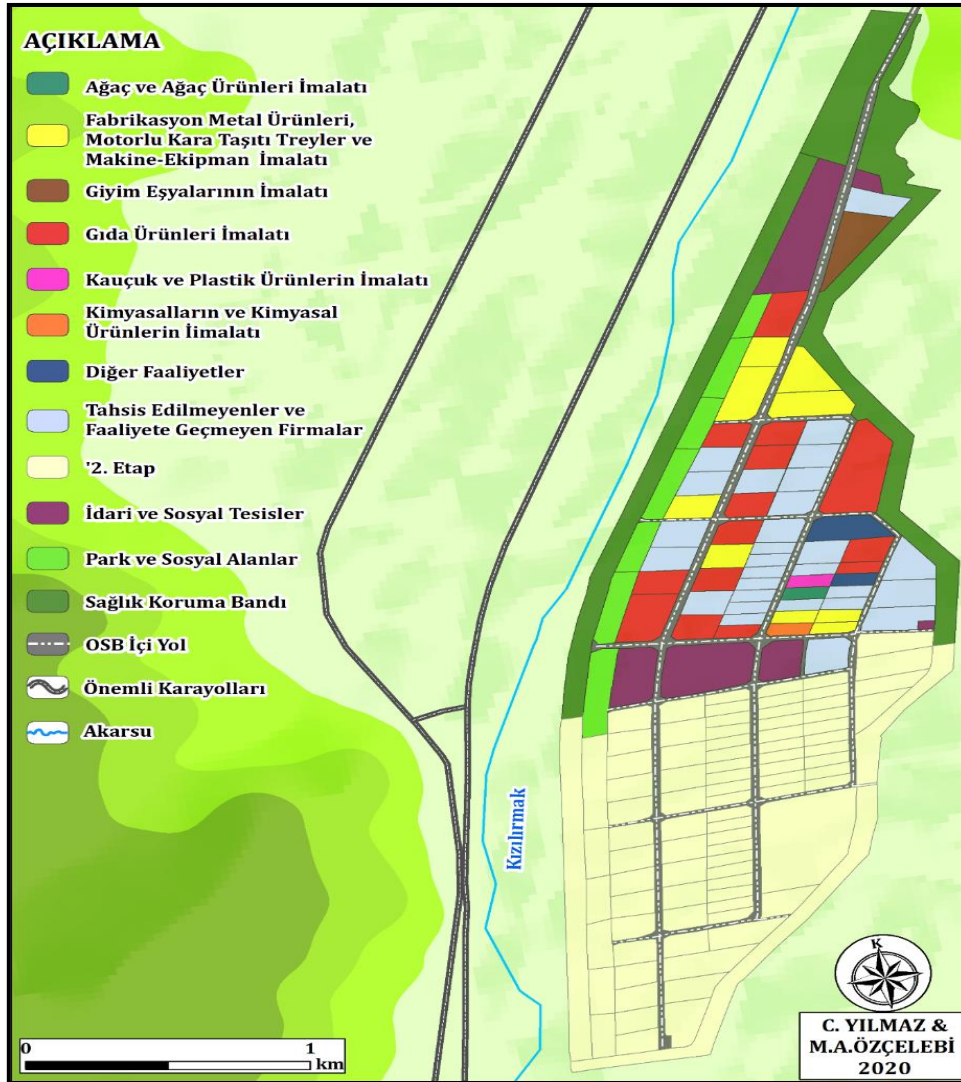 AÇIKLAMA
Ağaç ve Ağaç Ürünleri İmalatı
Fabrikasyon Metal Ürünleri,
Motorlu Kara Taşıtı Treyler ve
Makine-Ekipman İmalatı
Giyim Eşyalarının İmalatı
Gıda Ürünleri İmalatı
Kauçuk ve Plastik Ürünlerin İmalatı
Kimyasalların ve Kimyasal
Ürünlerin İimalatı
Diğer Faaliyetler
Tahsis Edilmeyenler ve
Faaliyete Geçmeyen Firmalar
'2. Etap
İdari ve Sosyal Tesisler
Park ve Sosyal Alanlar
Sağlık Koruma Bandı
OSB İçi Yol
Önemli Karayolları
Akarsu
Kızılırmak
0 1
km
K
C. YILMAZ &
M.A.ÖZÇELEBİ
2020